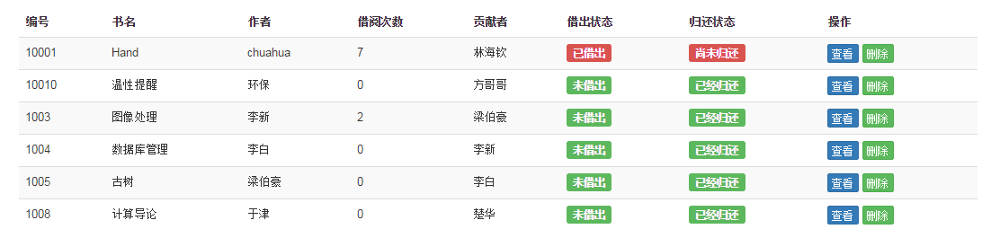 编号 书名 作者 借阅次数 贡献者 借出状态 归还状态 操作
10001 Hand chuahua 7 林海钦 已借出 尚未归还 查看 删除
10010 温性提醒 环保 0 方哥哥 未借出 已经归还 查看 删除
1003 图像处理 李新 2 梁伯豪 未借出 已经归还 查看 删除
1004 数据库管理 李白 0 李新 未借出 已经归还 查看 删除
1005 古树 梁伯豪 0 李白 未借出 已经归还 查看 删除
1008 计算导论 于津 0 楚华 未借出 已经归还 查看 删除